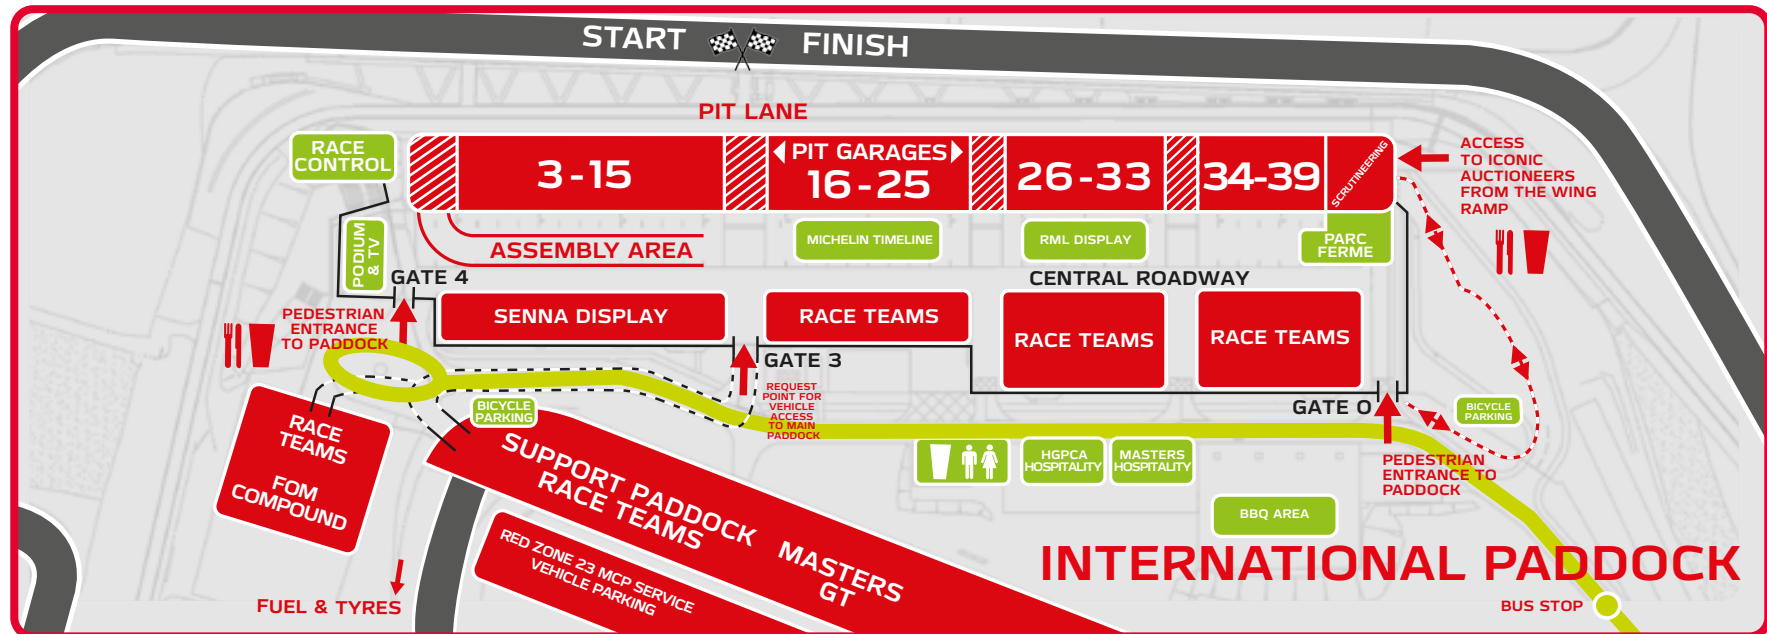 START FINISH
PIT LANE
RACE
CONTROL
3-15
PIT GARAGES
16-25
26-33
34-39
SCRUTINEERING
ACCESS
TO ICONIC
AUCTIONEERS
FROM THE WING
RAMP
PODIUM
& TV
ASSEMBLY AREA
MICHELIN TIMELINE
RML DISPLAY
PARC
FERME
GATE 4
CENTRAL ROADWAY
PEDESTRIAN
ENTRANCE
TO PADDOCK
SENNA DISPLAY
RACE TEAMS
RACE TEAMS
RACE TEAMS
GATE 3
REQUEST
POINT FOR
VEHICLE
ACCESS
TO MAIN
PADDOCK
GATE 0
BICYCLE
PARKING
BICYCLE
PARKING
RACE
TEAMS
FOM
COMPOUND
SUPPORT PADDOCK
RACE TEAMS
MASTERS
GT
HGPCA
HOSPITALITY
MASTERS
HOSPITALITY
PEDESTRIAN
ENTRANCE TO
PADDOCK
BBQ AREA
RED ZONE 23 MCP SERVICE
VEHICLE PARKING
INTERNATIONAL PADDOCK
FUEL & TYRES
BUS STOP